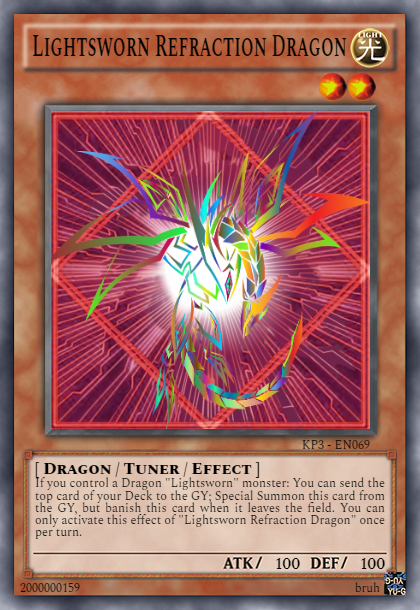 LIGHTSWORN REFRACTION DRAGON
LIGHT
光
KP3 - EN069
[ DRAGON / TUNER / EFFECT ]
If you control a Dragon "Lightsworn" monster: You can send the
top card of your Deck to the GY; Special Summon this card from
the GY, but banish this card when it leaves the field. You can
only activate this effect of "Lightsworn Refraction Dragon" once
per turn.
ATK/ 100 DEF/ 100
2000000159
bruh
YU-G
YU-G